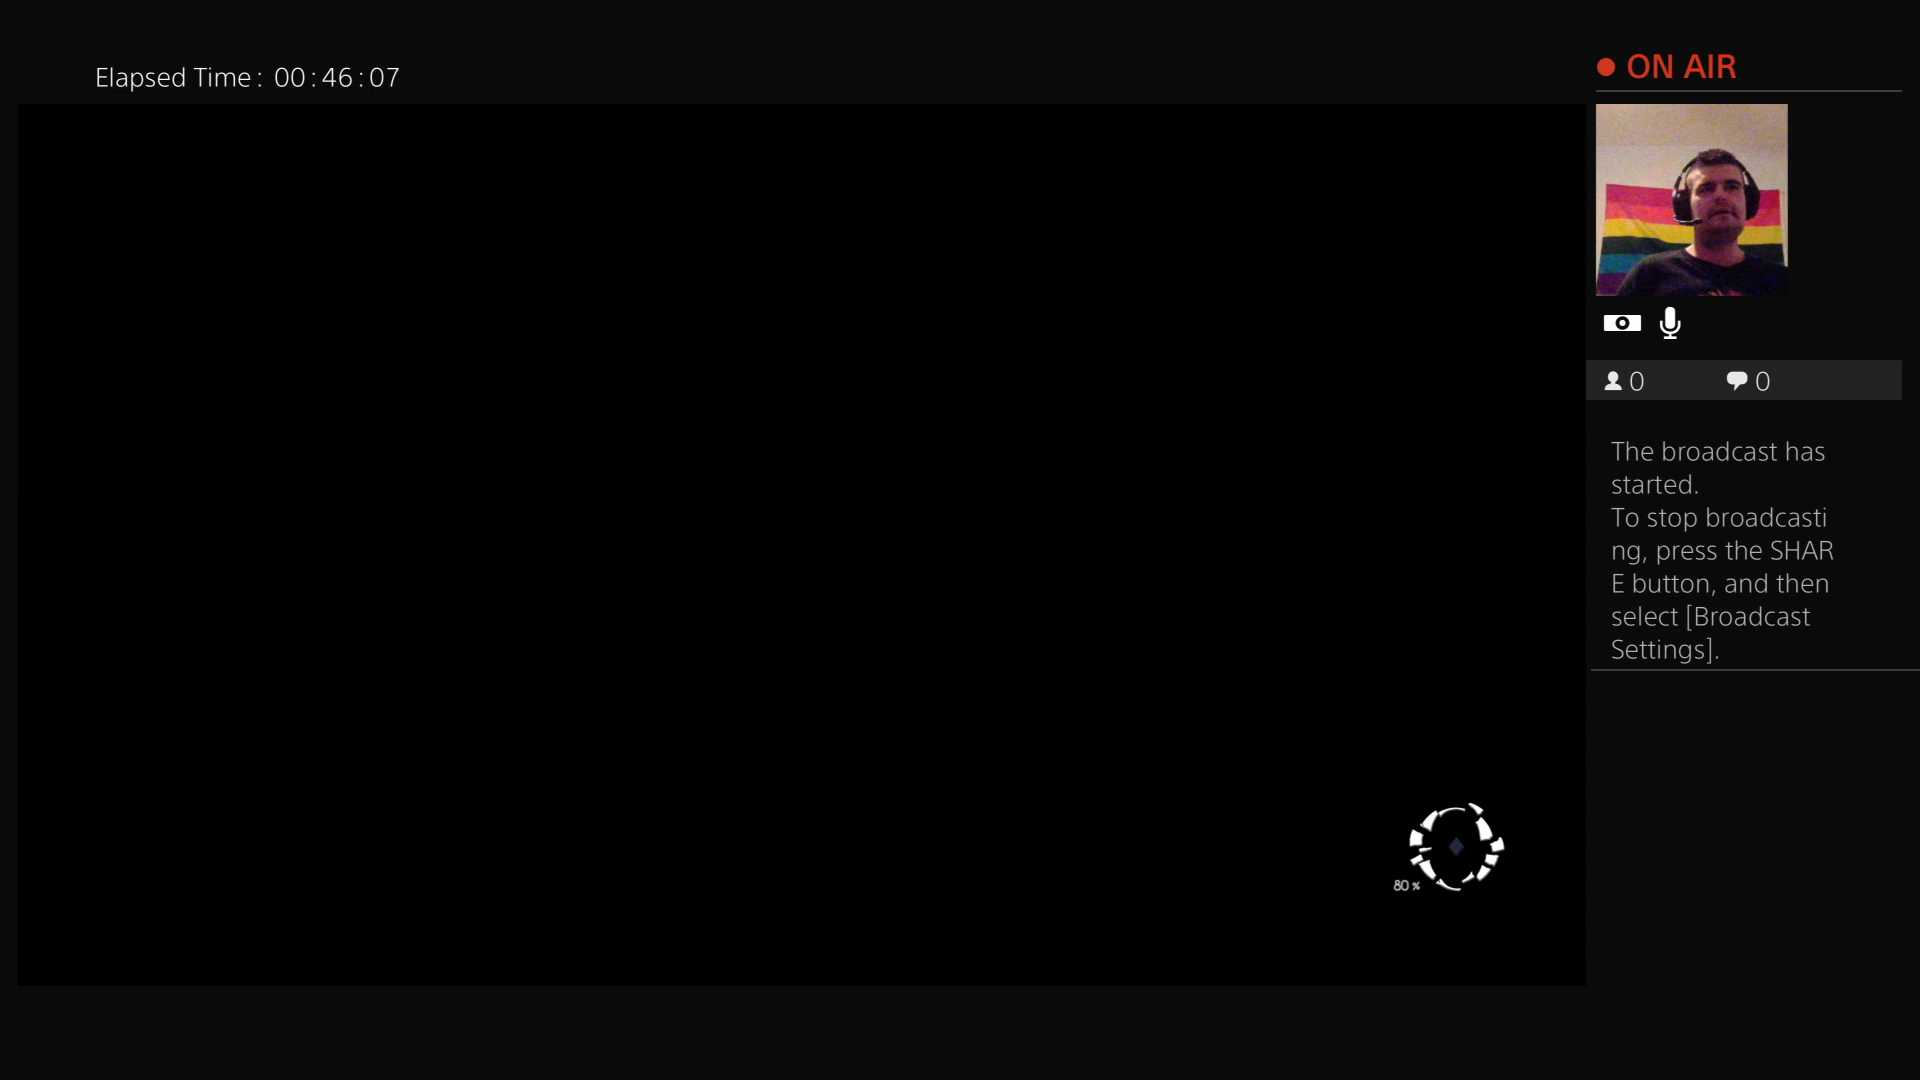 Elapsed Time: 00:46:07
ON AIR
0 0
The broadcast has
started.
To stop broadcasti
ng, press the SHAR
E button, and then
select [Broadcast
Settings].
80 %